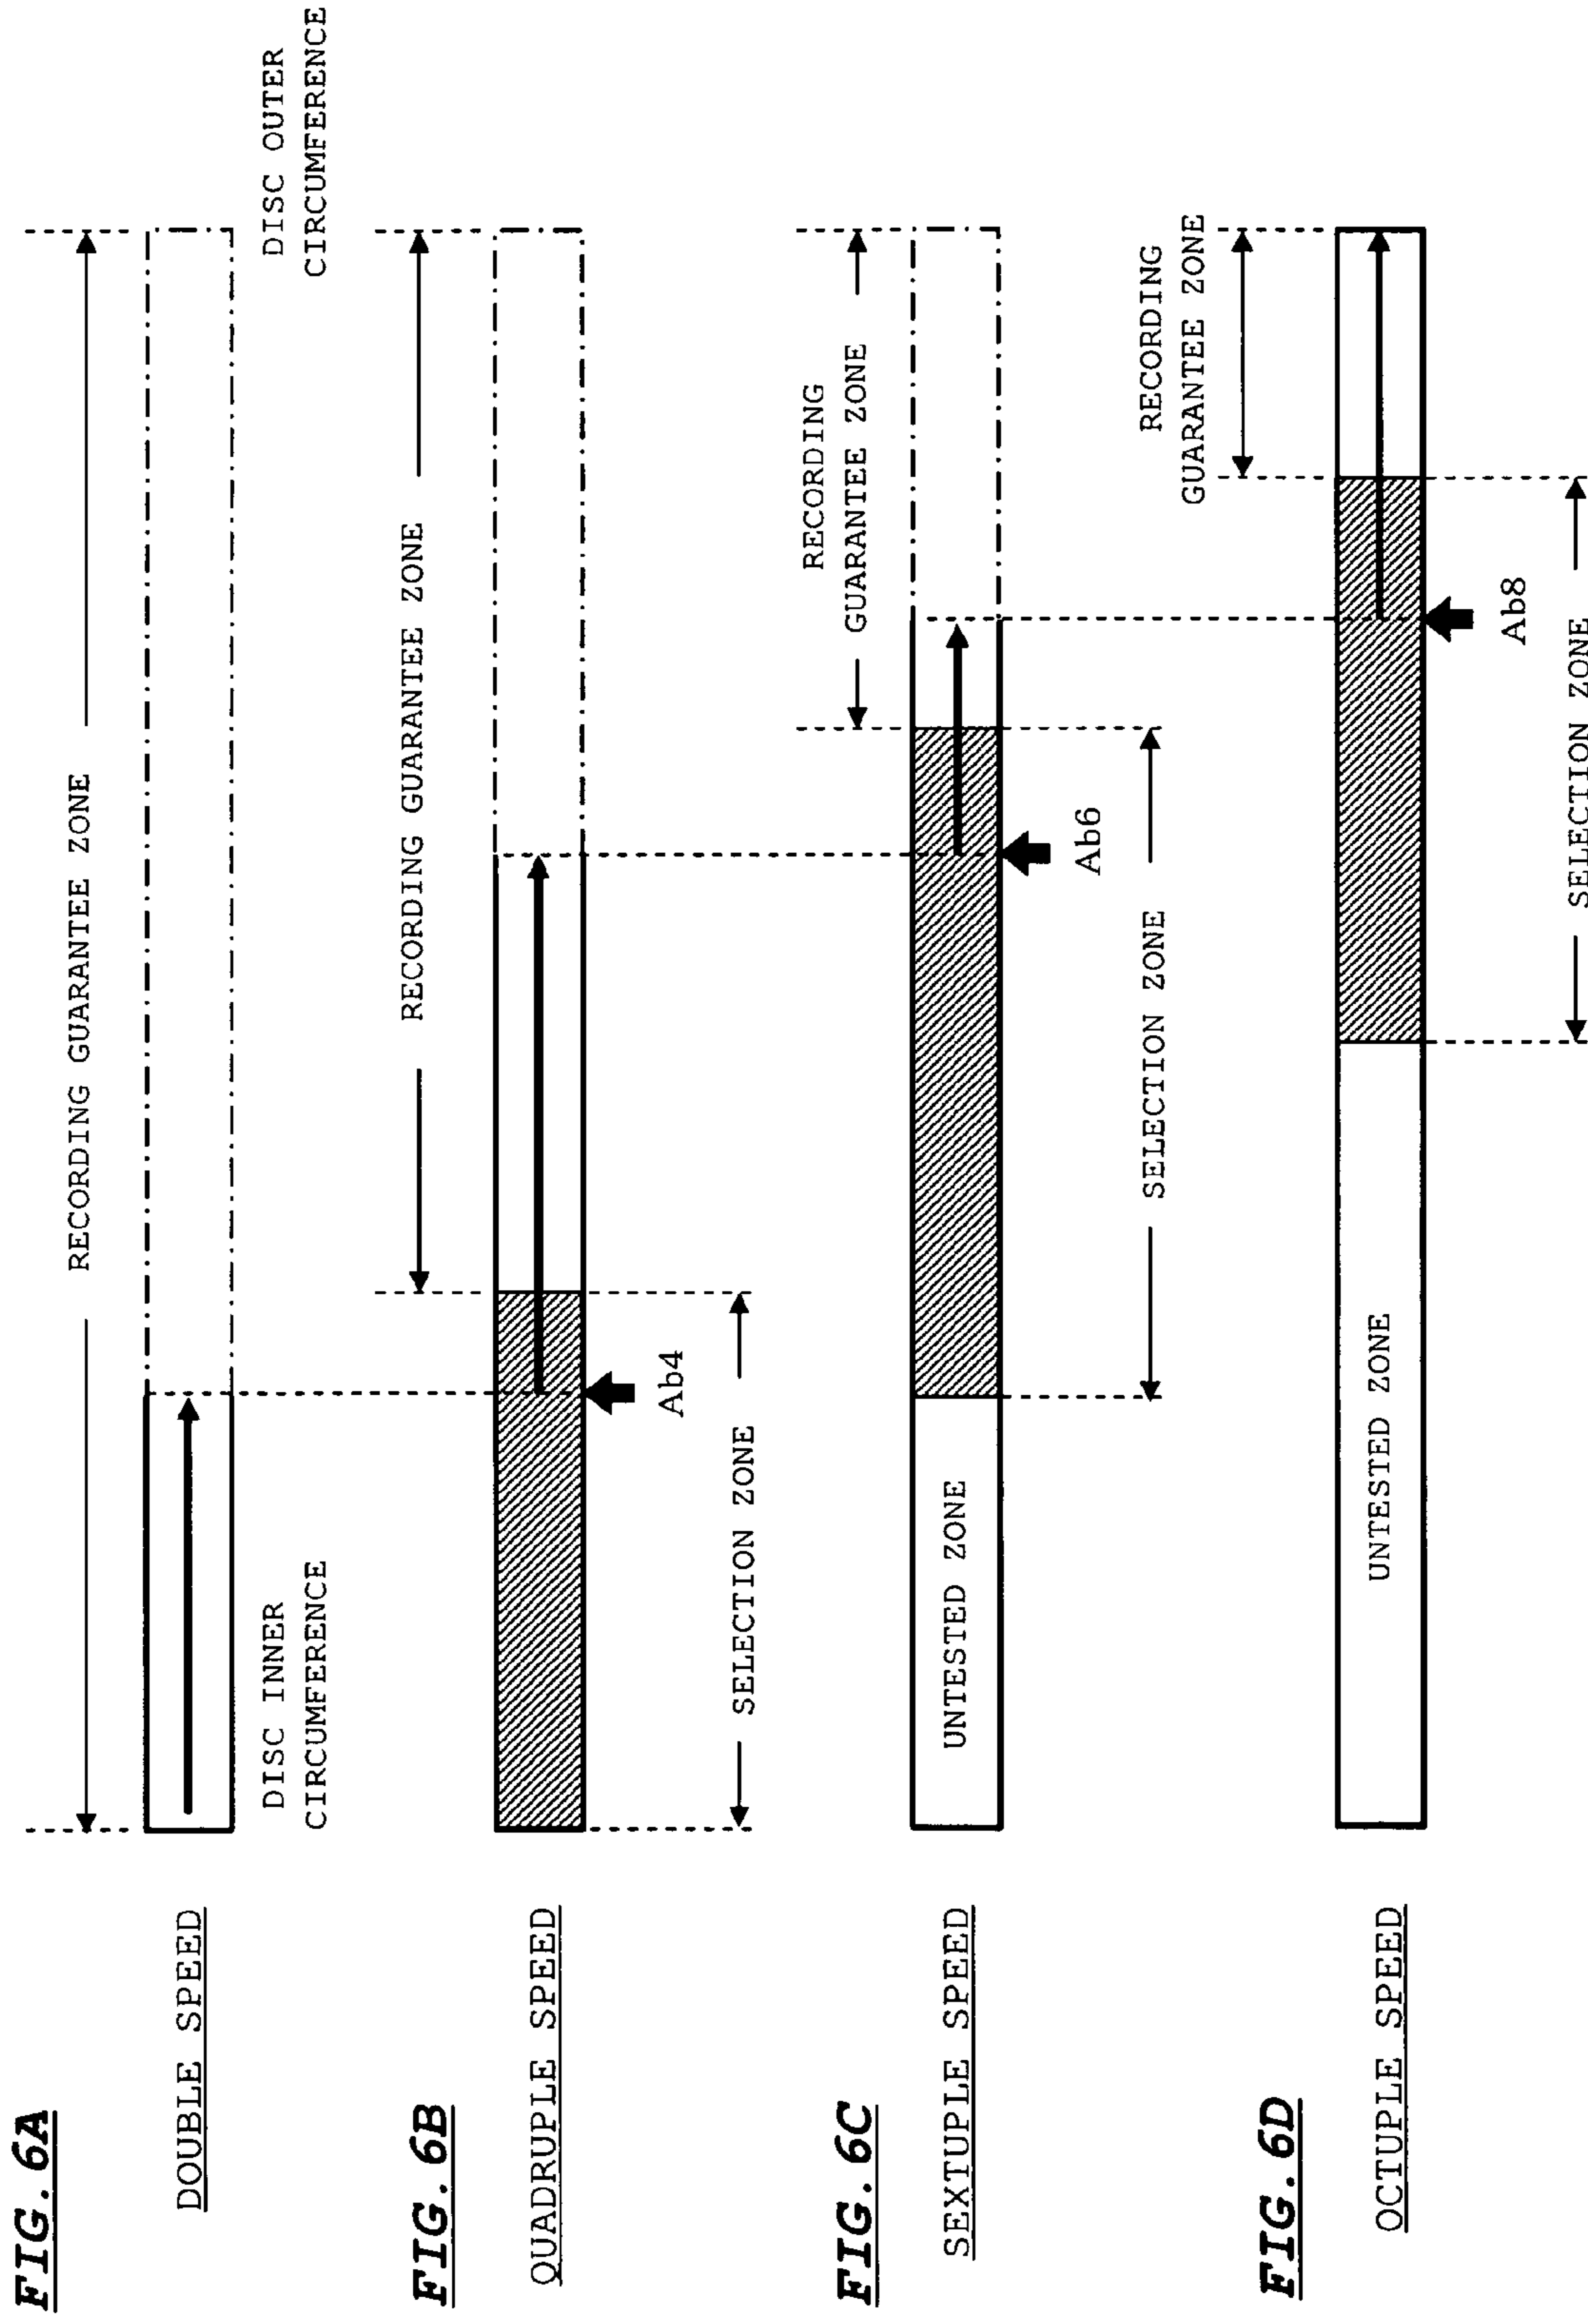 FIG. 6A
DOUBLE SPEED
RECORDING GUARANTEE ZONE
DISC INNER
CIRCUMFERENCE
DISC OUTER
CIRCUMFERENCE
FIG. 6B
QUADRUPLE SPEED
RECORDING GUARANTEE ZONE
Ab4
SELECTION ZONE
FIG. 6C
SEXTUPLE SPEED
RECORDING
GUARANTEE ZONE
UNTESTED ZONE
Ab6
SELECTION ZONE
FIG. 6D
OCTUPLE SPEED
RECORDING
GUARANTEE ZONE
UNTESTED ZONE
Ab8
SELECTION ZONE